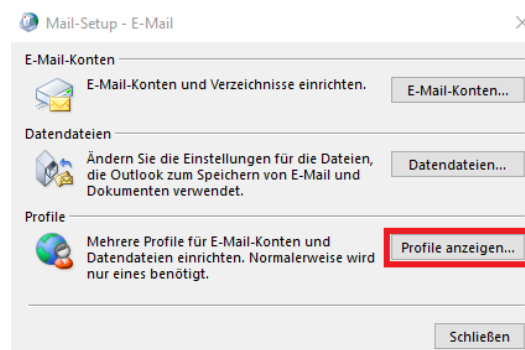 Mail-Setup - E-Mail
E-Mail-Konten
E-Mail-Konten und Verzeichnisse einrichten.
E-Mail-Konten...
Datendateien
Ändern Sie die Einstellungen für die Dateien,
die Outlook zum Speichern von E-Mail und
Dokumenten verwendet.
Datendateien...
Profile
Mehrere Profile für E-Mail-Konten und
Datendateien einrichten. Normalerweise wird
nur eines benötigt.
Profile anzeigen...
Schließen